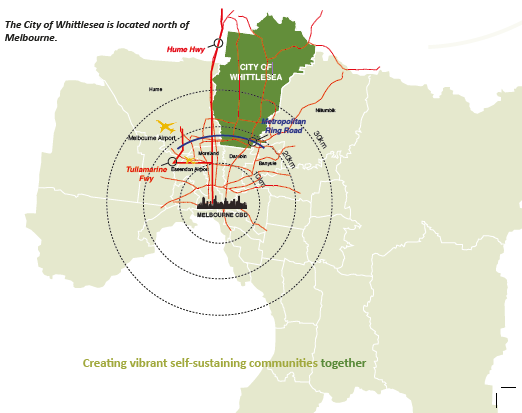 The City of Whittlesea is located north of
Melbourne.
Hume Hwy
CITY OF
WHITTLESEA
Hume
Nillumbik
Metropolitan
Ring Road
30km
Melbourne Airport
Moreland
Darebin
20km
Banyule
Tullamarine
Fwy
Essendon Airport
10km
MELBOURNE CBD
Creating vibrant self-sustaining communities together